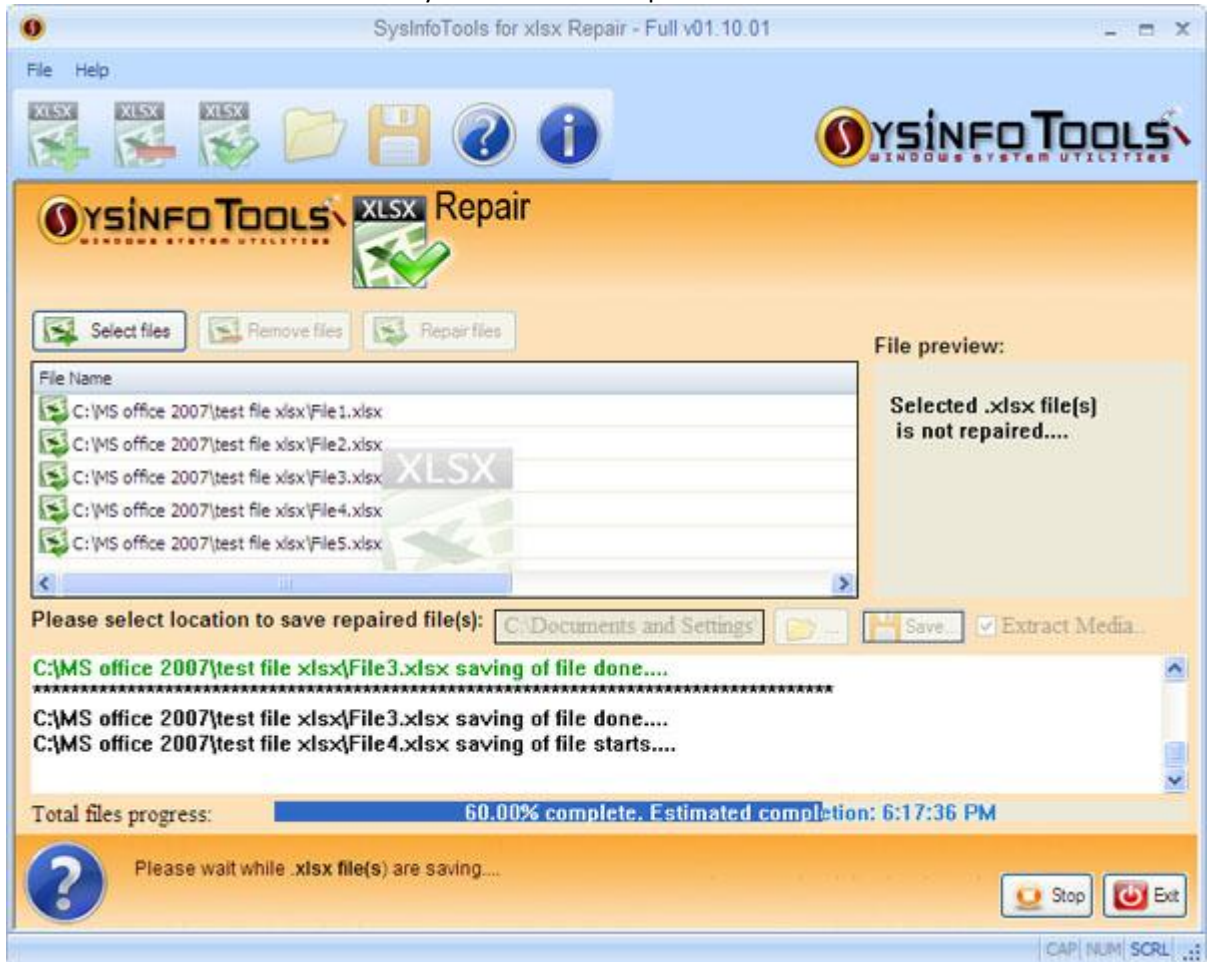 SysInfoTools for xlsx Repair - Full v01.10.01
File Help
XLSX XLSX XLSX
SYSINFO TOOLS
WINDOWS SYSTEM UTILITIES
SYSINFO TOOLS XLSX Repair
WINDOWS SYSTEM UTILITIES
Select files Remove files Repair files
File preview:
File Name
C:\MS office 2007\test file xlsx\File1.xlsx
C:\MS office 2007\test file xlsx\File2.xlsx
C:\MS office 2007\test file xlsx\File3.xlsx
C:\MS office 2007\test file xlsx\File4.xlsx
C:\MS office 2007\test file xlsx\File5.xlsx
XLSX
Selected .xlsx file(s)
is not repaired....
Please select location to save repaired file(s): C:\Documents and Settings\ ... Save... Extract Media...
C:\MS office 2007\test file xlsx\File3.xlsx saving of file done....
********************************************************************************
C:\MS office 2007\test file xlsx\File3.xlsx saving of file done....
C:\MS office 2007\test file xlsx\File4.xlsx saving of file starts....
Total files progress: 60.00% complete. Estimated completion: 6:17:36 PM
Please wait while .xlsx file(s) are saving....
Stop Exit
CAP NUM SCRL